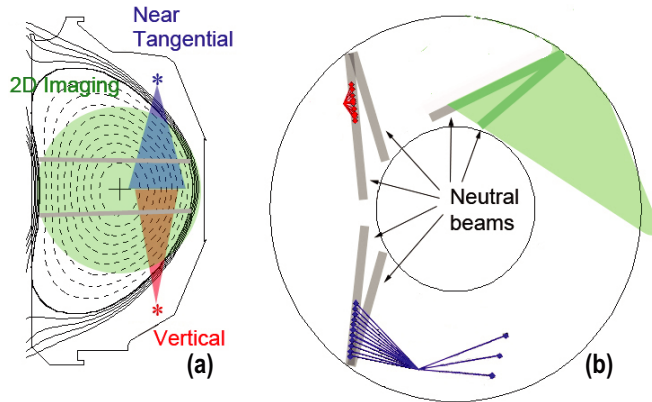 Near
Tangential
*
2D Imaging
*
Vertical
(a)
Neutral
beams
(b)